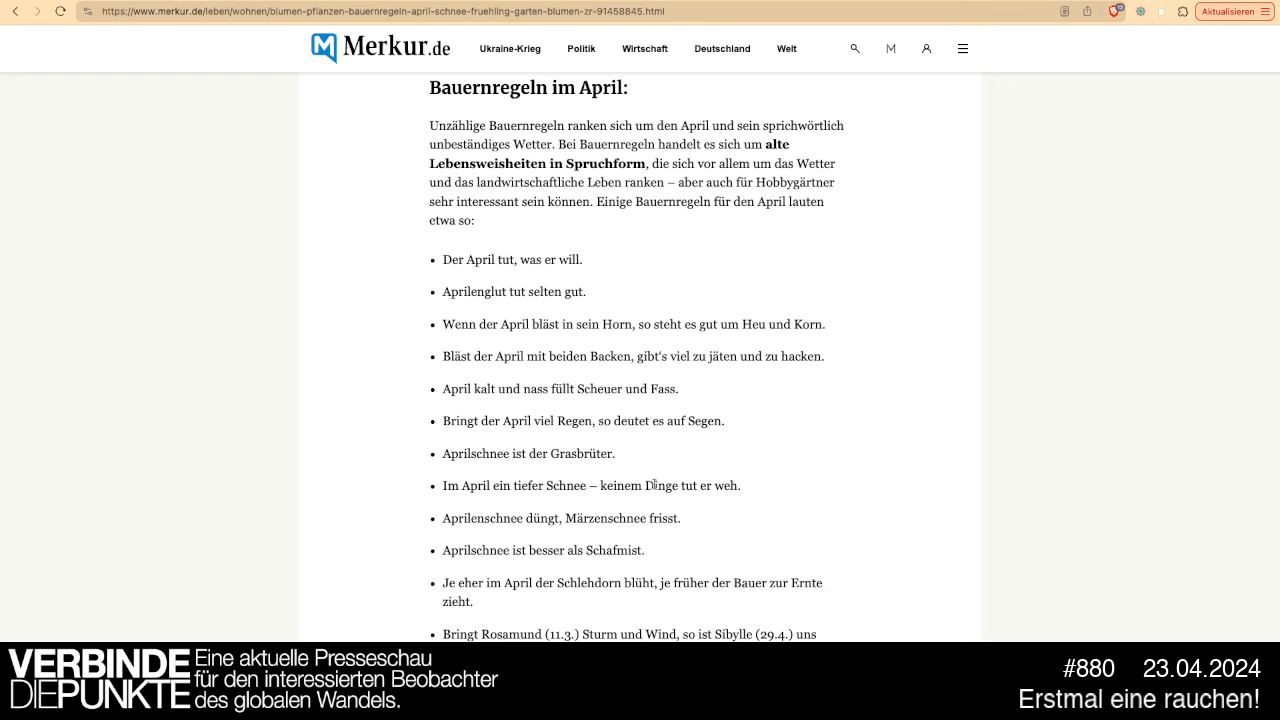 https://www.merkur.de/leben/wohnen/blumen-pflanzen-bauernregeln-april-schnee-fruehling-garten-blumen-zr-91458845.html
Aktualisieren
Merkur.de
Ukraine-Krieg Politik Wirtschaft Deutschland Welt
Bauernregeln im April:
Unzählige Bauernregeln ranken sich um den April und sein sprichwörtlich
unbeständiges Wetter. Bei Bauernregeln handelt es sich um alte
Lebensweisheiten in Spruchform, die sich vor allem um das Wetter
und das landwirtschaftliche Leben ranken – aber auch für Hobbygärtner
sehr interessant sein können. Einige Bauernregeln für den April lauten
etwa so:
• Der April tut, was er will.
• Aprilenglut tut selten gut.
• Wenn der April bläst in sein Horn, so steht es gut um Heu und Korn.
• Bläst der April mit beiden Backen, gibt's viel zu jäten und zu hacken.
• April kalt und nass füllt Scheuer und Fass.
• Bringt der April viel Regen, so deutet es auf Segen.
• Aprilschnee ist der Grasbrüter.
• Im April ein tiefer Schnee – keinem Dinge tut er weh.
• Aprilenschnee düngt, Märzenschnee frisst.
• Aprilschnee ist besser als Schafmist.
• Je eher im April der Schlehdorn blüht, je früher der Bauer zur Ernte
zieht.
• Bringt Rosamund (11.3.) Sturm und Wind, so ist Sibylle (29.4.) uns
VERBINDE
DIEPUNKTE
Eine aktuelle Presseschau
für den interessierten Beobachter
des globalen Wandels.
#880 23.04.2024
Erstmal eine rauchen!